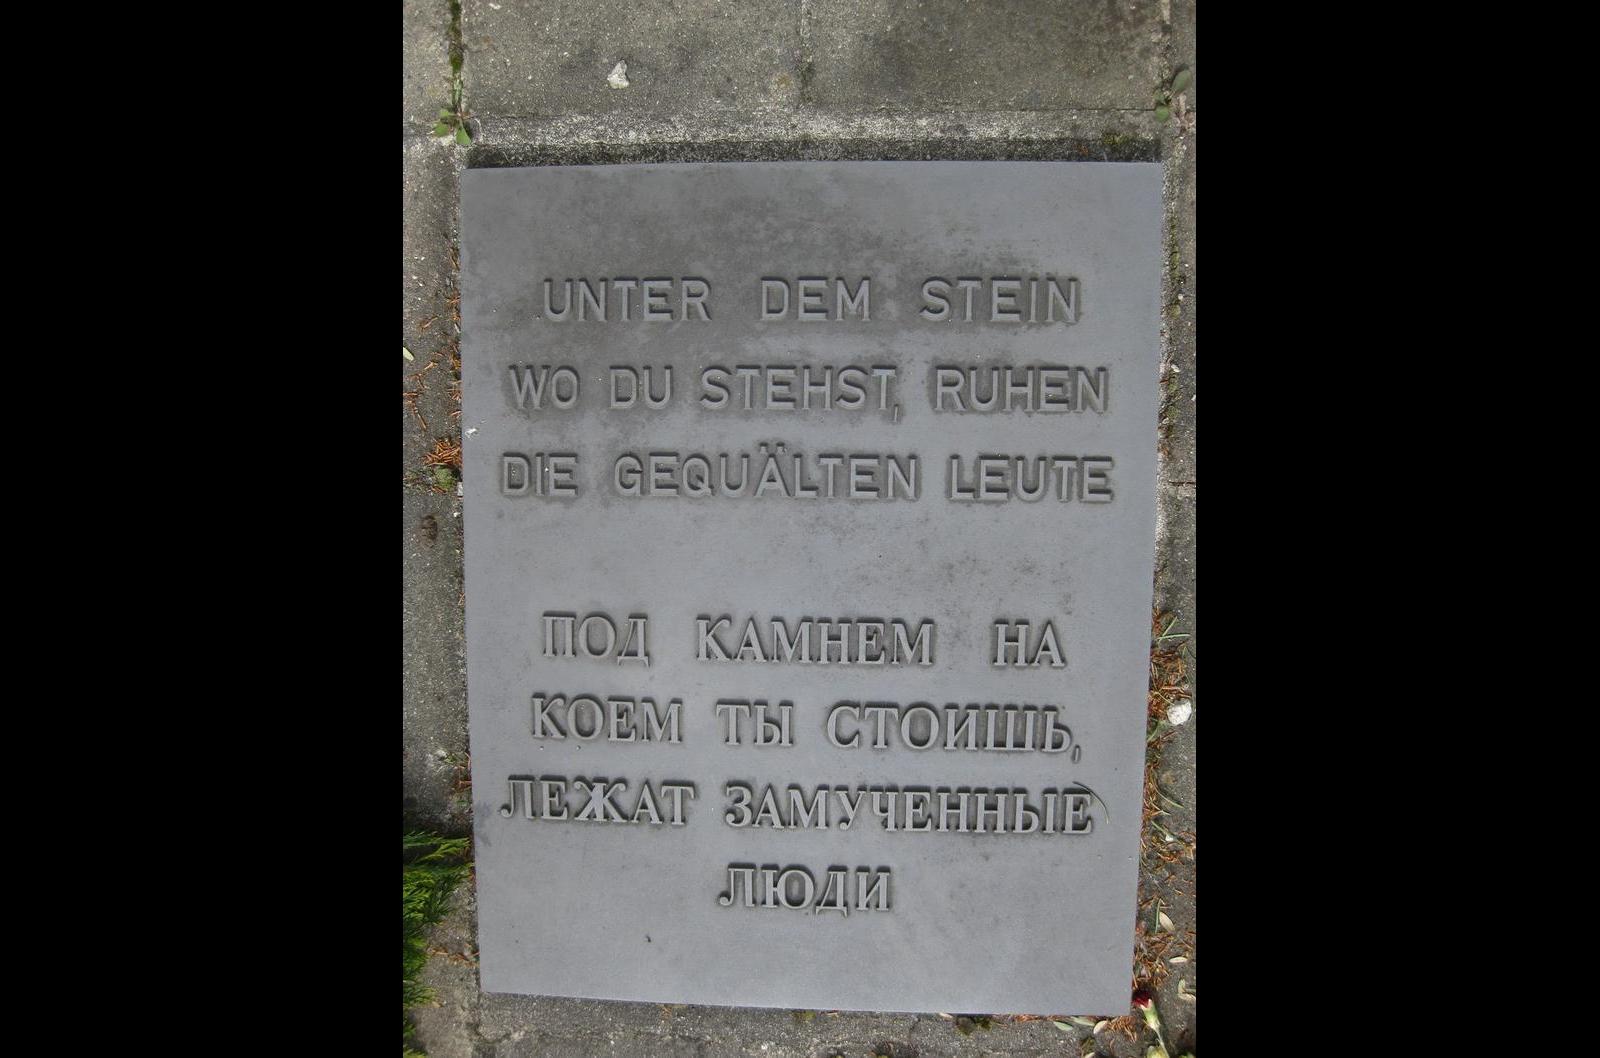 UNTER DEM STEIN
WO DU STEHST, RUHEN
DIE GEQUÄLTEN LEUTE
ПОД КАМНЕМ НА
КОЕМ ТЫ СТОИШЬ,
ЛЕЖАТ ЗАМУЧЕННЫЕ
ЛЮДИ